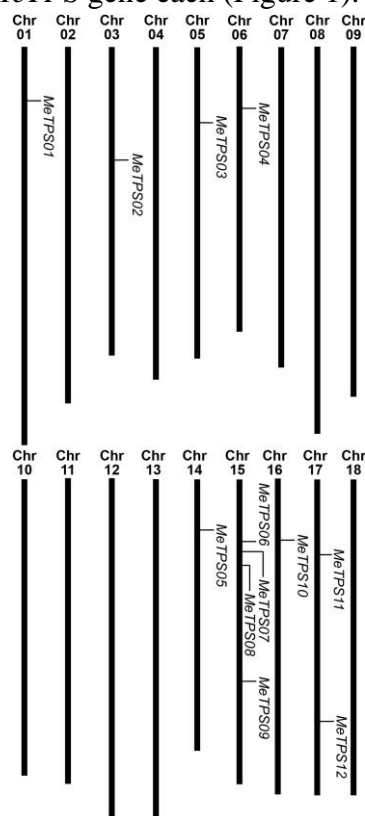 TPS gene each (Figure 1).
Chr 01 Chr 02 Chr 03 Chr 04 Chr 05 Chr 06 Chr 07 Chr 08 Chr 09
MeTPS01
MeTPS02
MeTPS03
MeTPS04
Chr 10 Chr 11 Chr 12 Chr 13 Chr 14 Chr 15 Chr 16 Chr 17 Chr 18
MeTPS05
MeTPS06
MeTPS07
MeTPS08
MeTPS09
MeTPS10
MeTPS11
MeTPS12